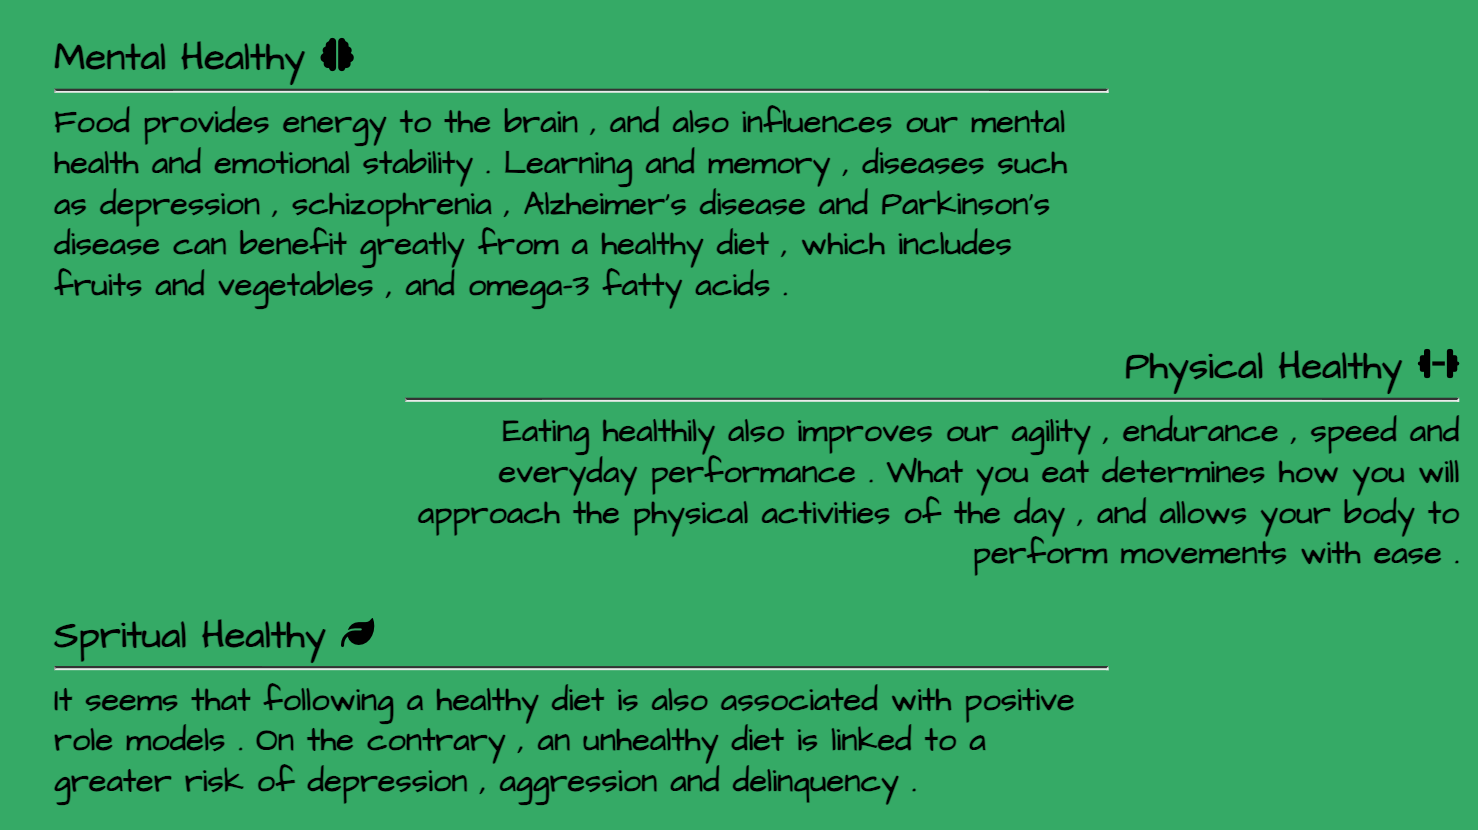 Mental Healthy
Food provides energy to the brain , and also influences our mental
health and emotional stability . Learning and memory , diseases such
as depression , schizophrenia , Alzheimer's disease and Parkinson's
disease can benefit greatly from a healthy diet , which includes
fruits and vegetables , and omega-3 fatty acids .
Physical Healthy
Eating healthily also improves our agility , endurance , speed and
everyday performance . What you eat determines how you will
approach the physical activities of the day , and allows your body to
perform movements with ease .
Spritual Healthy
It seems that following a healthy diet is also associated with positive
role models . On the contrary , an unhealthy diet is linked to a
greater risk of depression , aggression and delinquency .